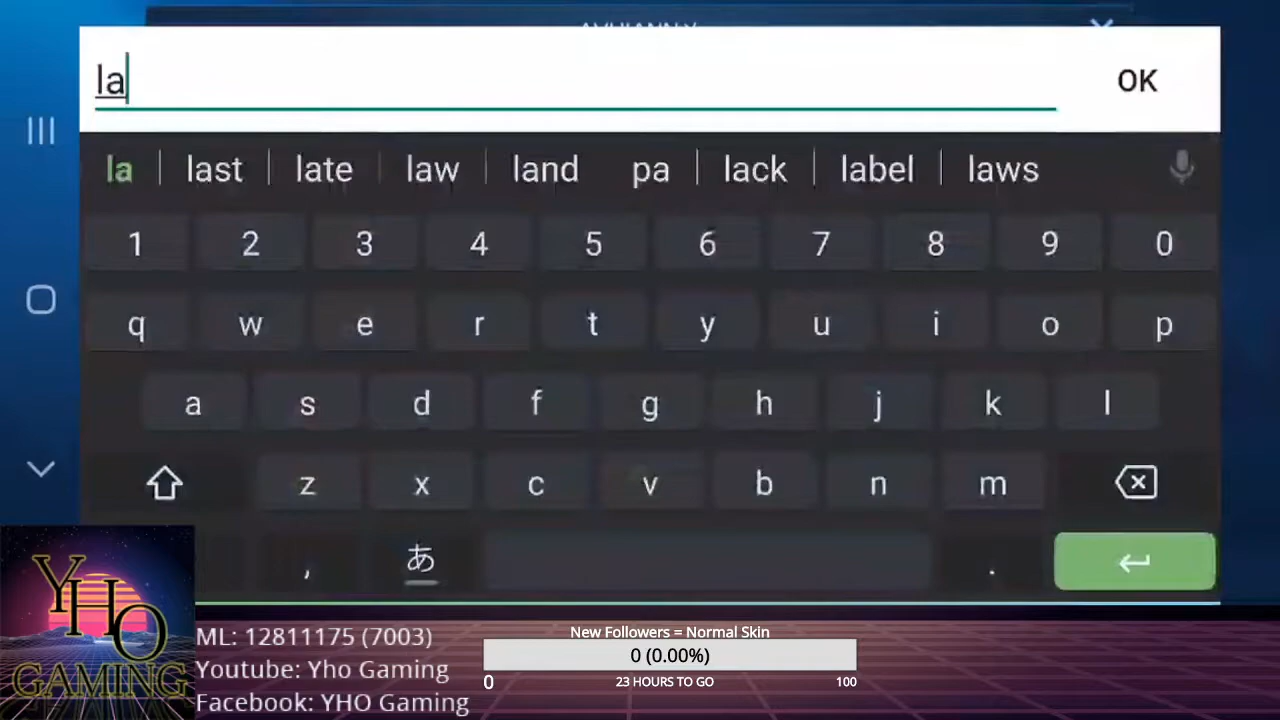 la
OK
la last late law land pa lack label laws
1 2 3 4 5 6 7 8 9 0
q w e r t y u i o p
a s d f g h j k l
z x c v b n m
, あ .
YHO
GAMING
ML: 12811175 (7003)
Youtube: Yho Gaming
Facebook: YHO Gaming
New Followers = Normal Skin
0 (0.00%)
0 23 HOURS TO GO 100